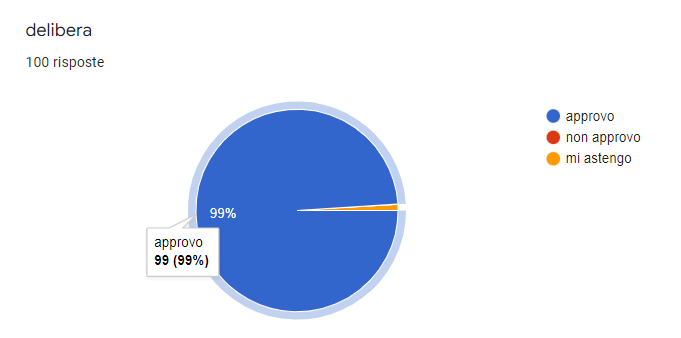 delibera
100 risposte
approvo
non approvo
mi astengo
99%
approvo
99 (99%)